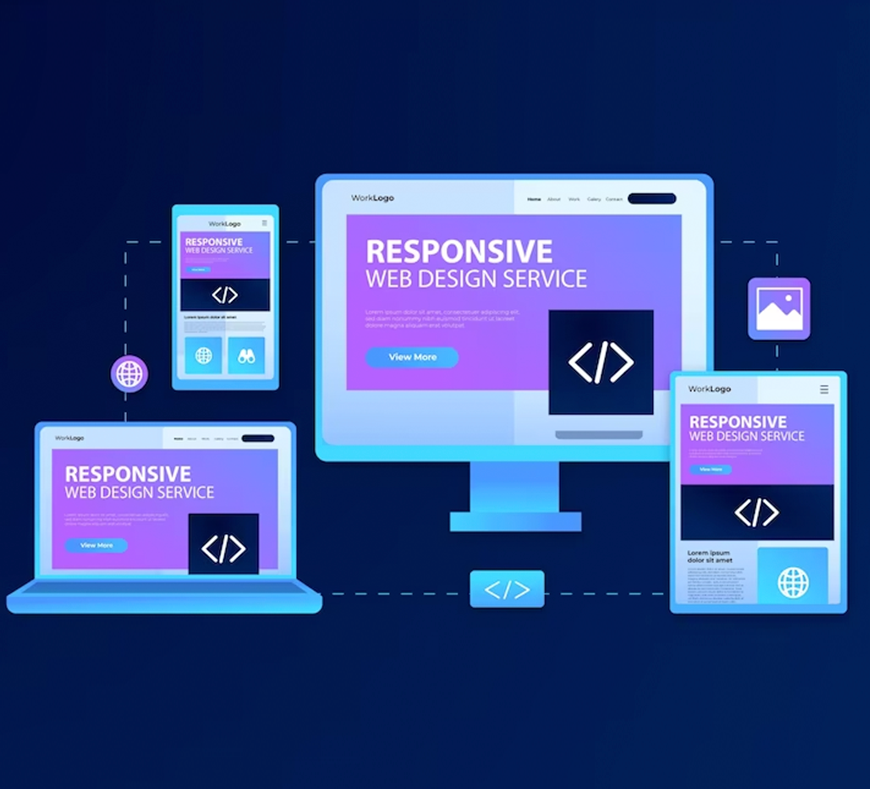 WorkLogo
Home About Work Gallery Contact
RESPONSIVE
WEB DESIGN SERVICE
Lorem ipsum dolor sit amet, consectetuer adipiscing elit,
sed diam nonummy nibh euismod tincidunt ut laoreet
dolore magna aliquam erat volutpat.
View More
</>
WorkLogo
RESPONSIVE
WEB DESIGN SERVICE
</>
Lorem ipsum dolor sit amet
WorkLogo
RESPONSIVE
WEB DESIGN SERVICE
View More
</>
</>
WorkLogo
RESPONSIVE
WEB DESIGN SERVICE
View More
</>
Lorem ipsum
dolor sit amet